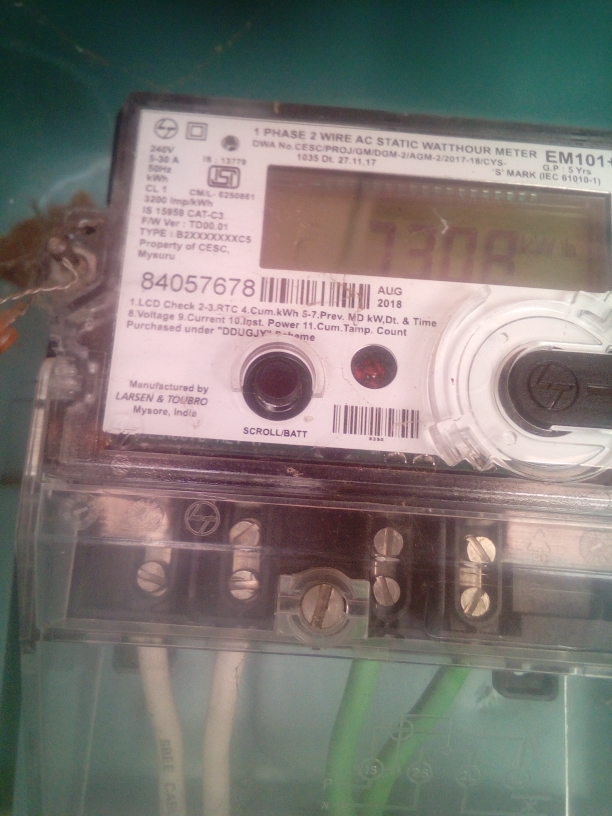 1 PHASE 2 WIRE AC STATIC WATTHOUR METER
EM101+
DWA No.CESC/PROJ/GM/DGM-2/AGM-2/2017-18/CYS-
1035 Dt. 27.11.17
G.P : 5 Yrs
'S' MARK (IEC 61010-1)
240V
5-30 A
50Hz
kWh
CL 1
3200 imp/kWh
IS : 13779
ISI
CM/L-
IS 15959 CAT-C3.
F/W Ver : TD00.01
TYPE : B2XXXXXXXC5
Property of CESC,
Mysuru
7308 kWh
84057678
AUG
2018
1.LCD Check 2-3.RTC 4.Cum.kWh 5-7.Prev. MD kW,Dt. & Time
8.Voltage 9.Current 10.Inst. Power 11.Cum.Tamp. Count
Purchased under "DDUGJY" Scheme
Manufactured by
LARSEN & TOUBRO
Mysore, India
SCROLL/BATT